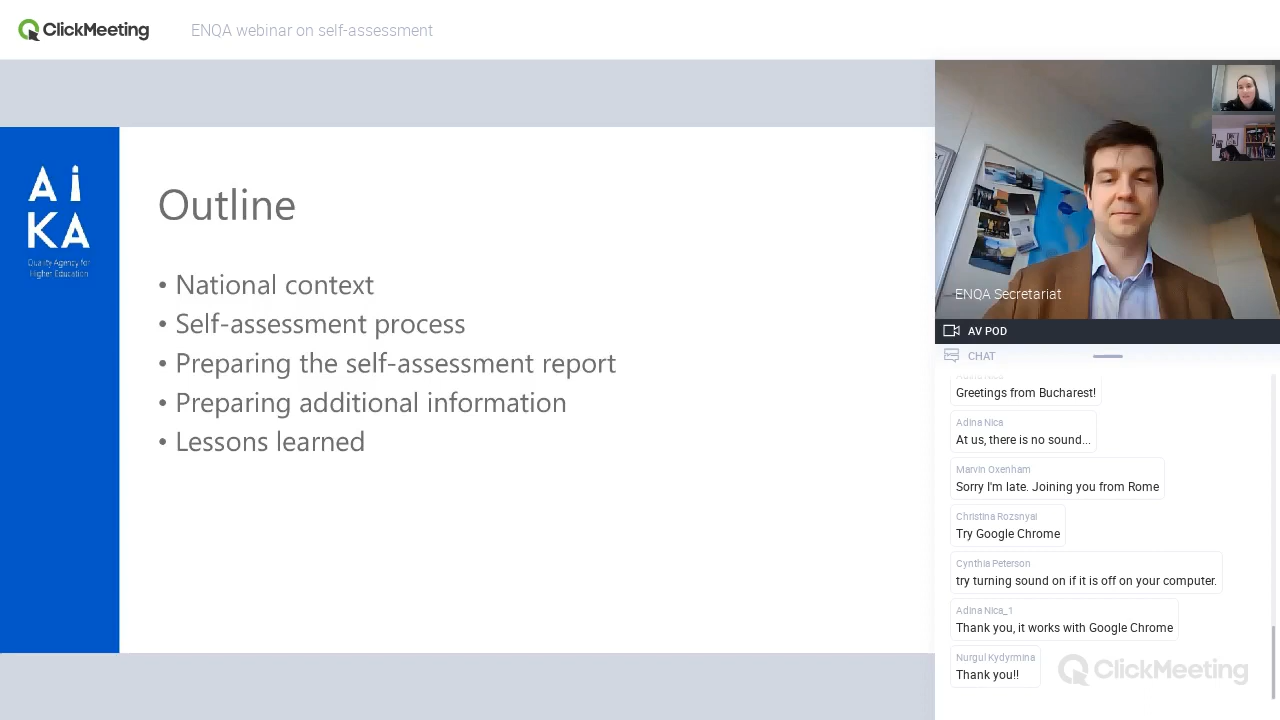 ClickMeeting
ENQA webinar on self-assessment
AiKA
Quality Agency for
Higher Education
Outline
• National context
• Self-assessment process
• Preparing the self-assessment report
• Preparing additional information
• Lessons learned
ENQA Secretariat
AV POD
CHAT
Greetings from Bucharest!
Adina Nica
At us, there is no sound...
Marvin Oxenham
Sorry I'm late. Joining you from Rome
Christina Rozsnyai
Try Google Chrome
Cynthia Peterson
try turning sound on if it is off on your computer.
Adina Nica_1
Thank you, it works with Google Chrome
Nurgul Kydyrmina
Thank you!!
ClickMeeting